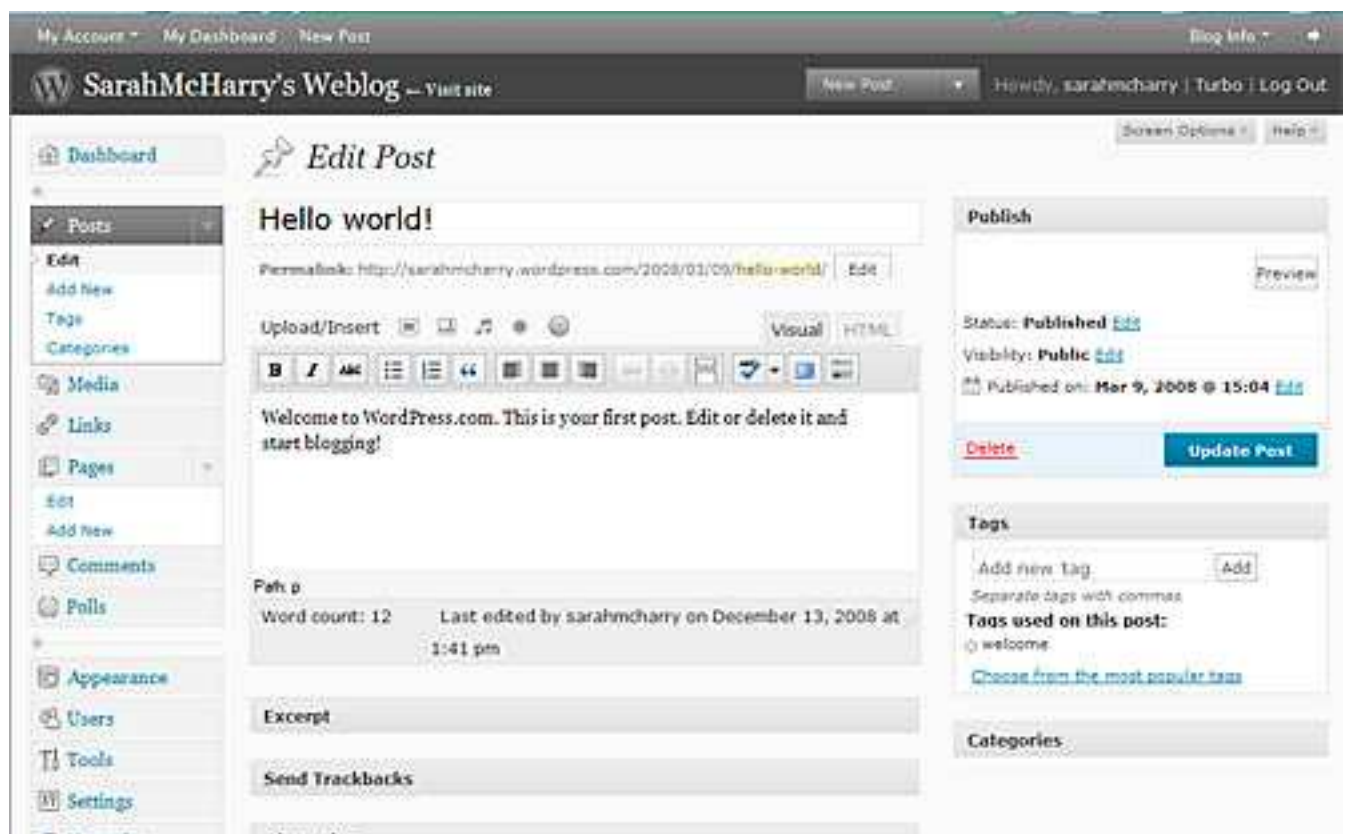 My Account My Dashboard New Post Blog Info
SarahMcHarry's Weblog ← Visit site New Post Howdy, sarahmcharry | Turbo | Log Out
Screen Options Help
Dashboard
Posts
Edit
Add New
Tags
Categories
Media
Links
Pages
Edit
Add New
Comments
Polls
Appearance
Users
Tools
Settings
Edit Post
Hello world!
Permalink: http://sarahmcharry.wordpress.com/2008/03/09/hello-world/ Edit
Upload/Insert Visual HTML
B I ABC
Welcome to WordPress.com. This is your first post. Edit or delete it and
start blogging!
Path: p
Word count: 12 Last edited by sarahmcharry on December 13, 2008 at
1:41 pm
Excerpt
Send Trackbacks
Publish
Preview
Status: Published Edit
Visibility: Public Edit
Published on: Mar 9, 2008 @ 15:04 Edit
Delete Update Post
Tags
Add new tag Add
Separate tags with commas
Tags used on this post:
welcome
Choose from the most popular tags
Categories